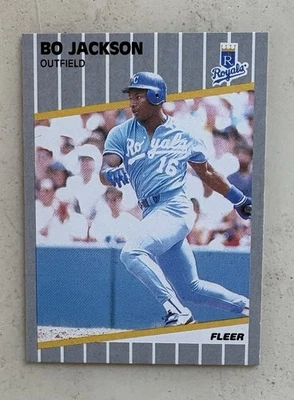 BO JACKSON
OUTFIELD
R
Royals
Royals
16
FLEER